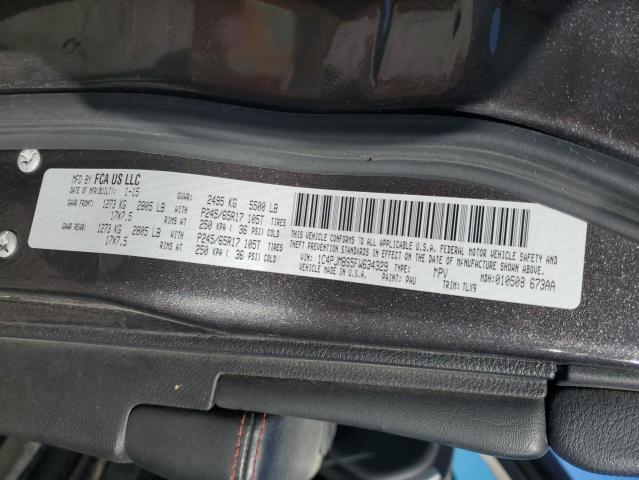 MFD BY FCA US LLC
DATE OF MFR(BUILT): 1-15 GVWR: 2495 KG 5500 LB
GAWR FRONT: 1273 KG 2805 LB WITH P245/65R17 105T TIRES
17X7.5 RIMS AT 250 KPA ( 36 PSI) COLD
GAWR REAR: 1273 KG 2805 LB WITH P245/65R17 105T TIRES
17X7.5 RIMS AT 250 KPA ( 36 PSI) COLD
THIS VEHICLE CONFORMS TO ALL APPLICABLE U.S.A. FEDERAL MOTOR VEHICLE SAFETY AND
THEFT PREVENTION STANDARDS IN EFFECT ON THE DATE OF MANUFACTURE SHOWN ABOVE.
VIN: 1C4PJMBS5FW634329 TYPE: MPV MDH:010509 673AA
MADE IN U.S.A. PAINT: PAU TRIM: TLX9